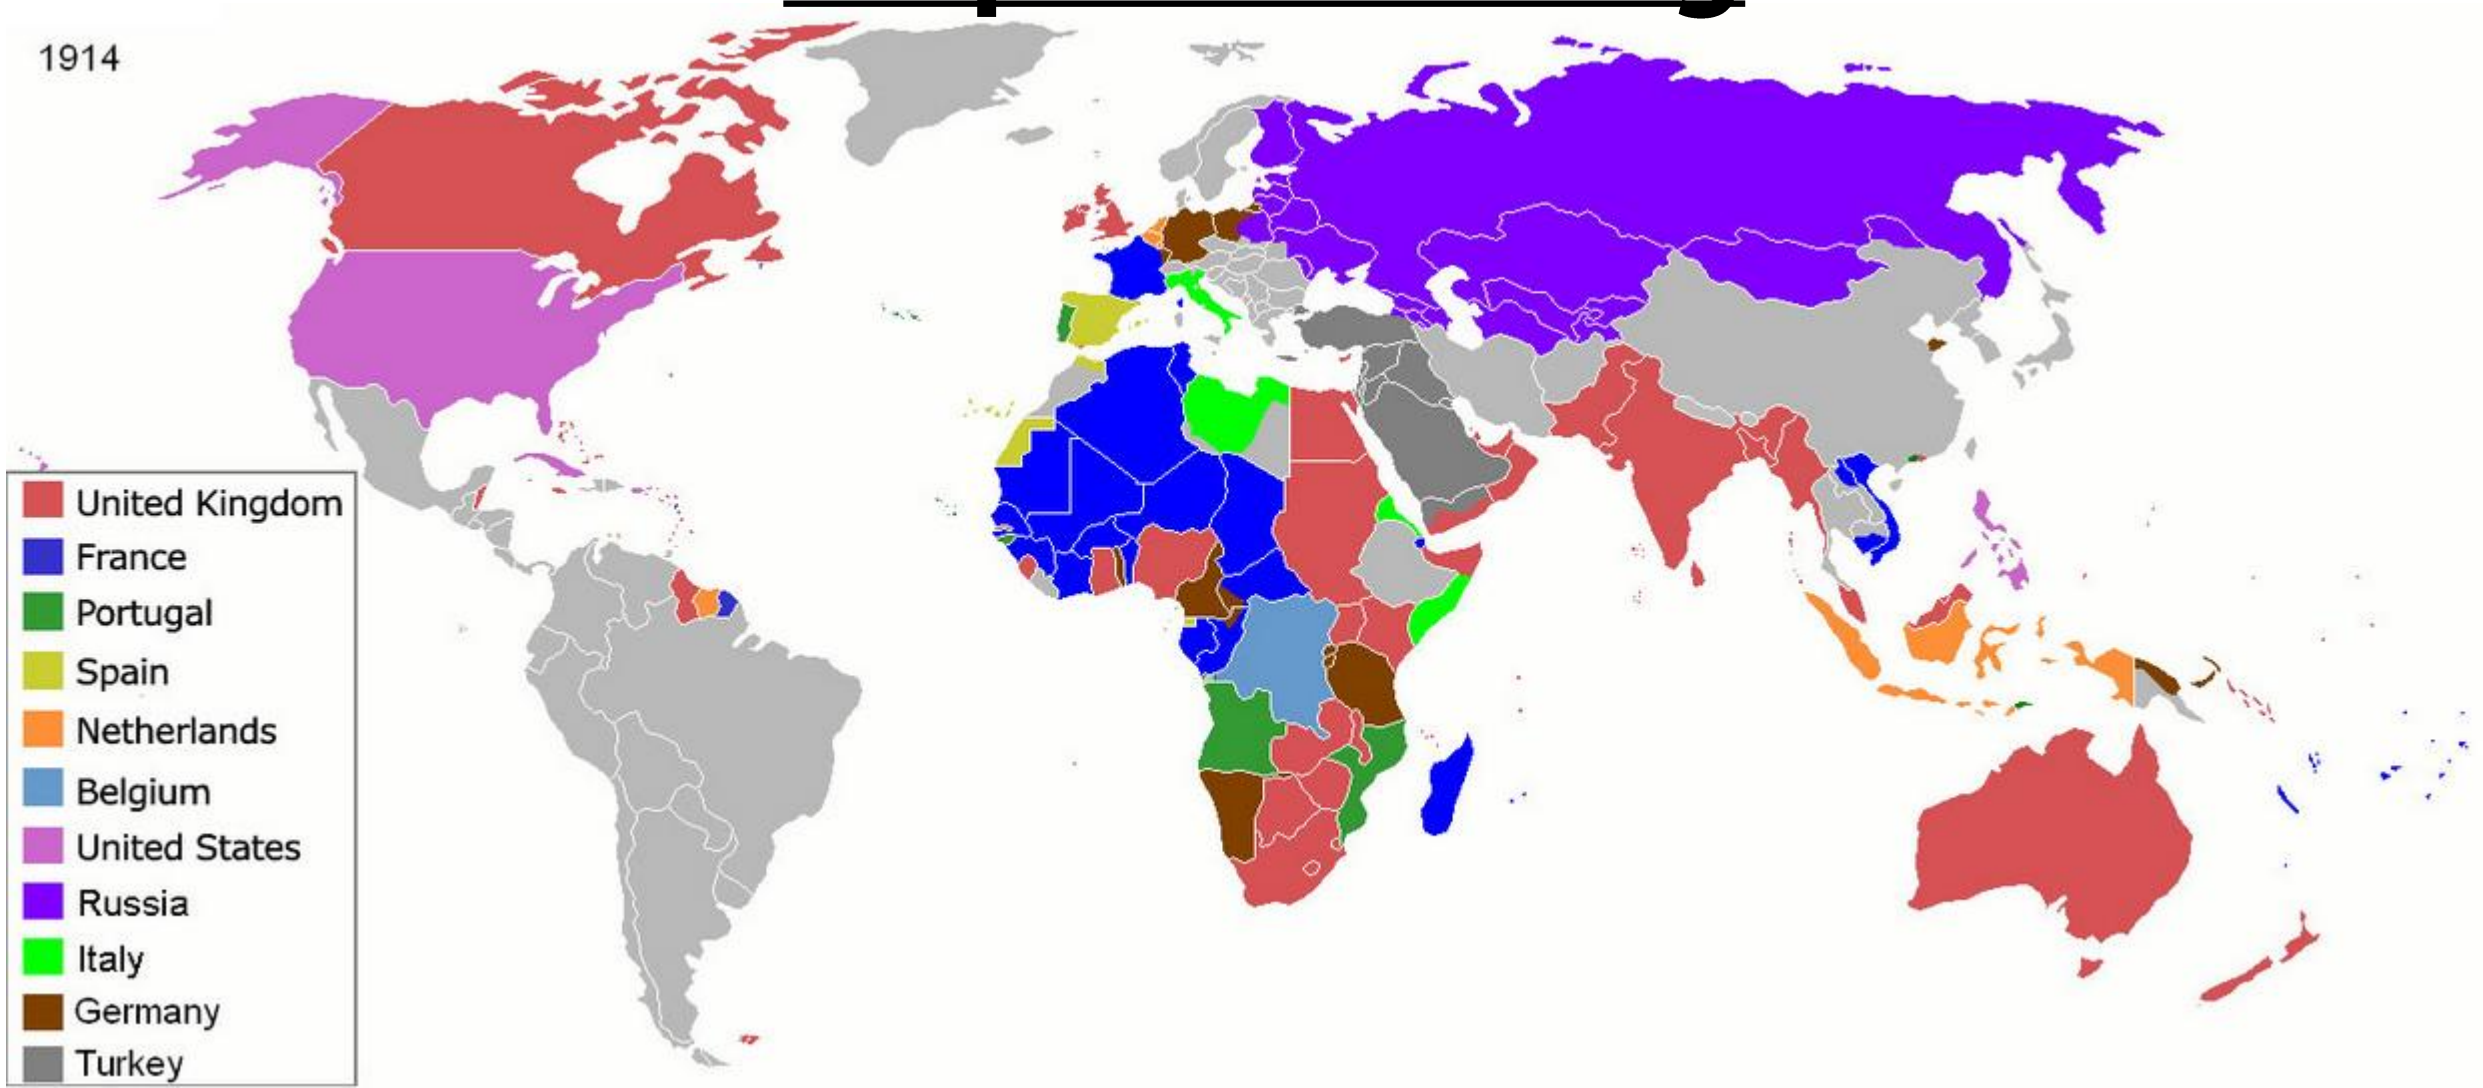 1914
United Kingdom
France
Portugal
Spain
Netherlands
Belgium
United States
Russia
Italy
Germany
Turkey